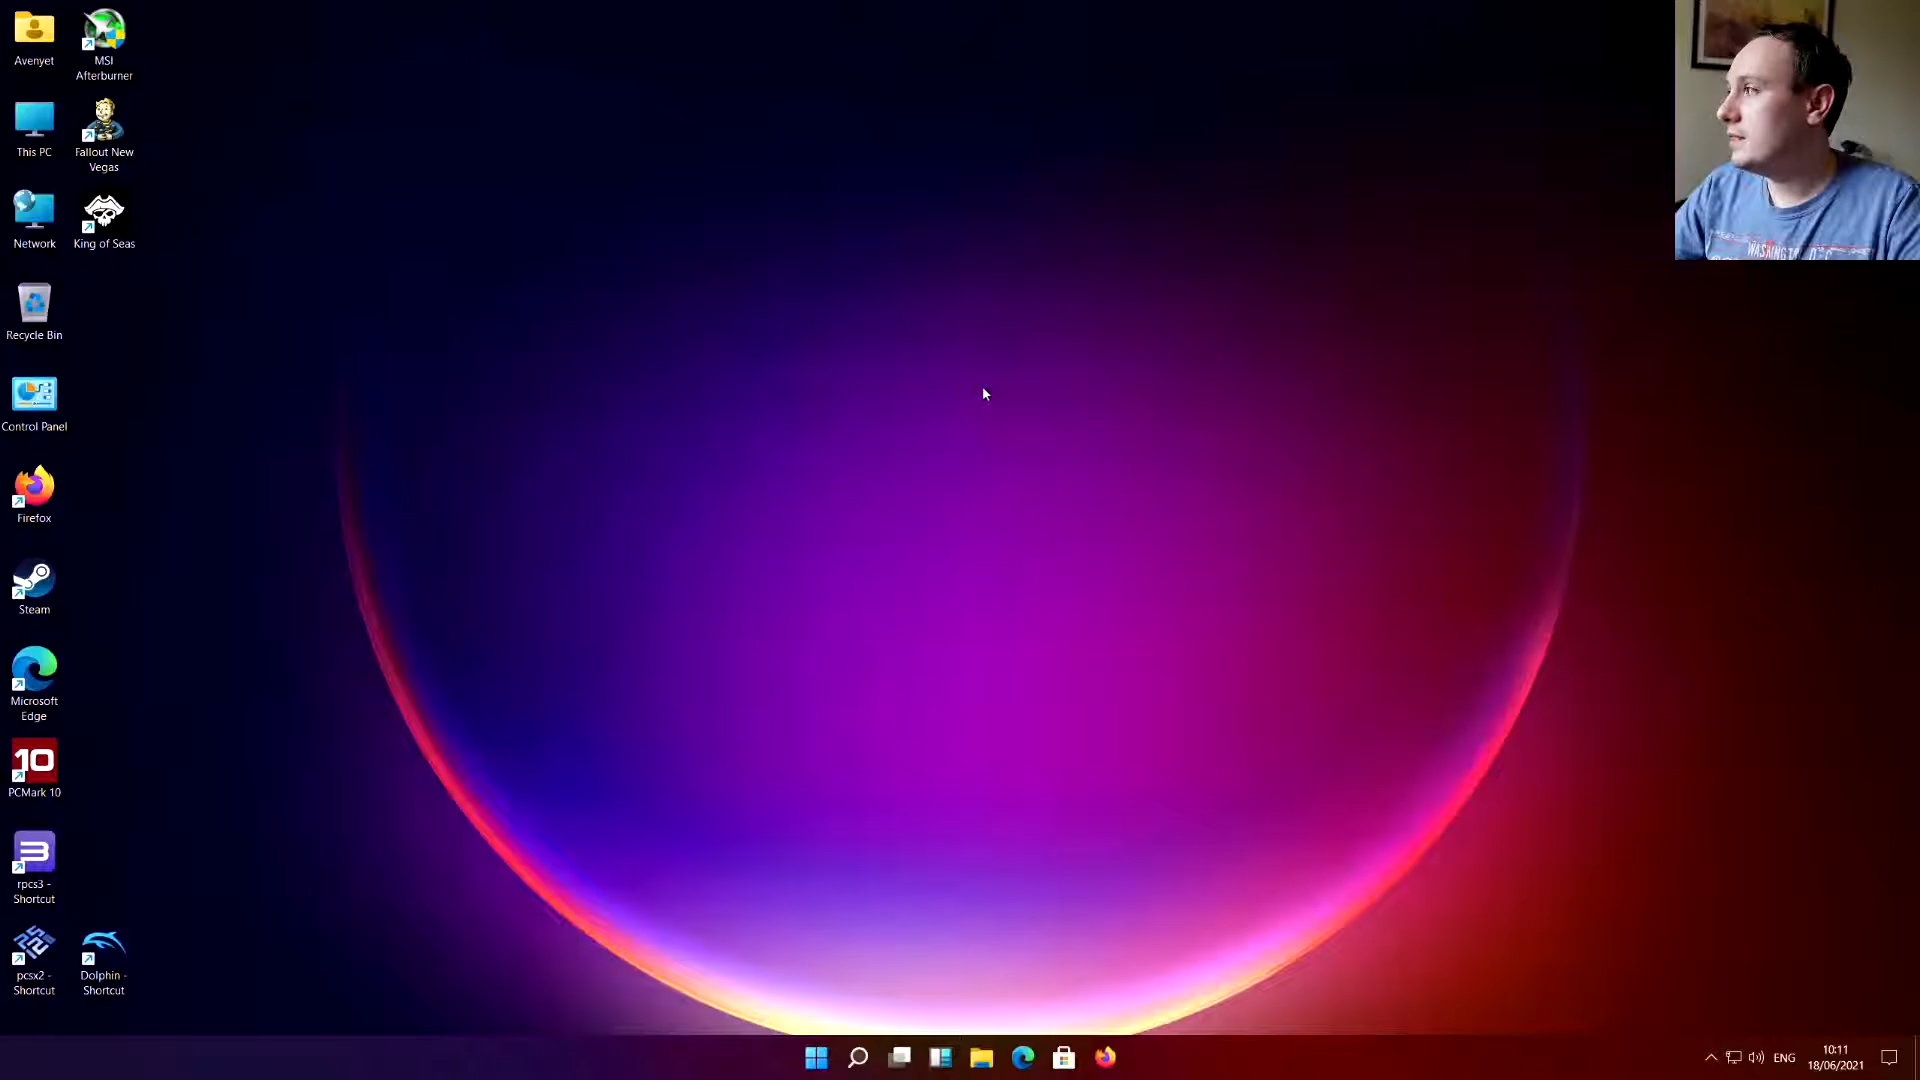 Avenyet
MSI
Afterburner
This PC
Fallout New
Vegas
Network
King of Seas
Recycle Bin
Control Panel
Firefox
Steam
Microsoft
Edge
10
PCMark 10
rpcs3 -
Shortcut
pcsx2 -
Shortcut
Dolphin -
Shortcut
ENG
10:11
18/06/2021